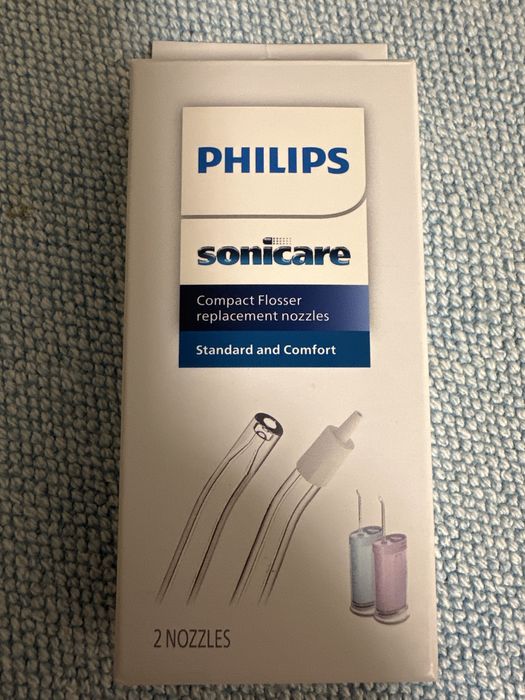 PHILIPS
sonicare
Compact Flosser
replacement nozzles
Standard and Comfort
2 NOZZLES